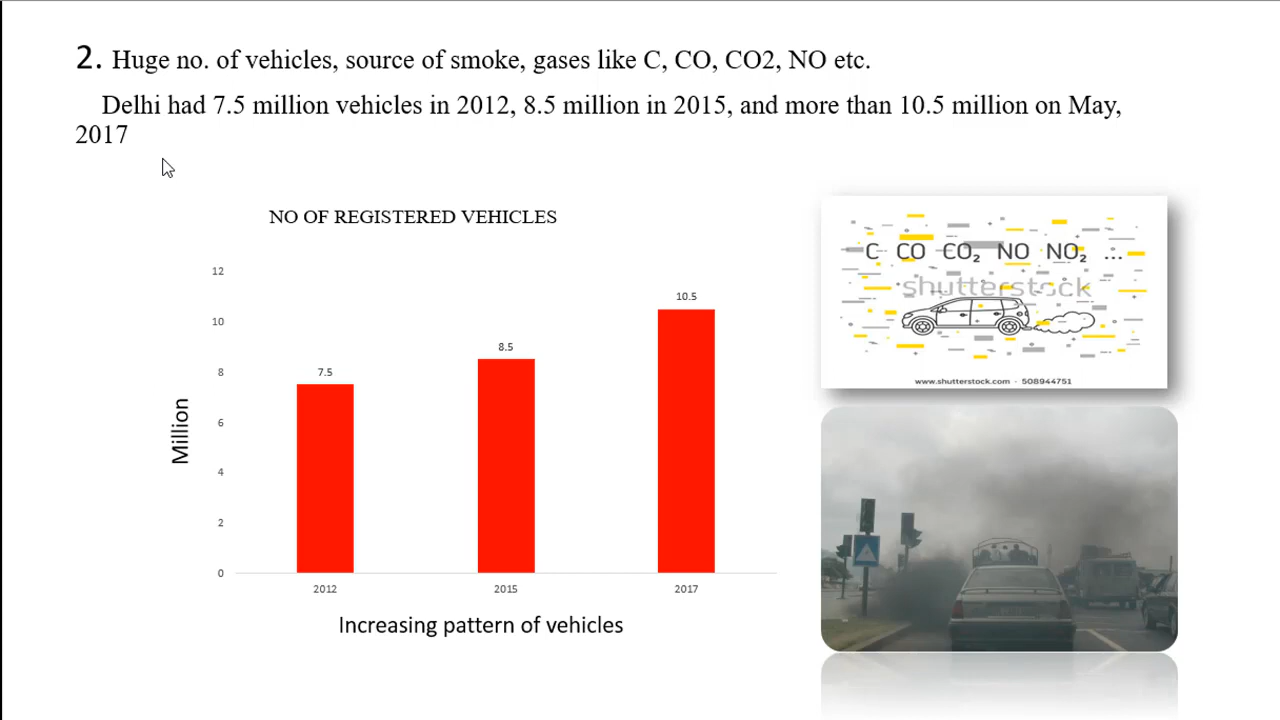 2. Huge no. of vehicles, source of smoke, gases like C, CO, CO2, NO etc.
Delhi had 7.5 million vehicles in 2012, 8.5 million in 2015, and more than 10.5 million on May,
2017
NO OF REGISTERED VEHICLES
12
10
8
6
4
2
0
Million
7.5
8.5
10.5
2012
2015
2017
Increasing pattern of vehicles
C CO CO₂ NO NO₂ ...
shutterstock
www.shutterstock.com · 508944751